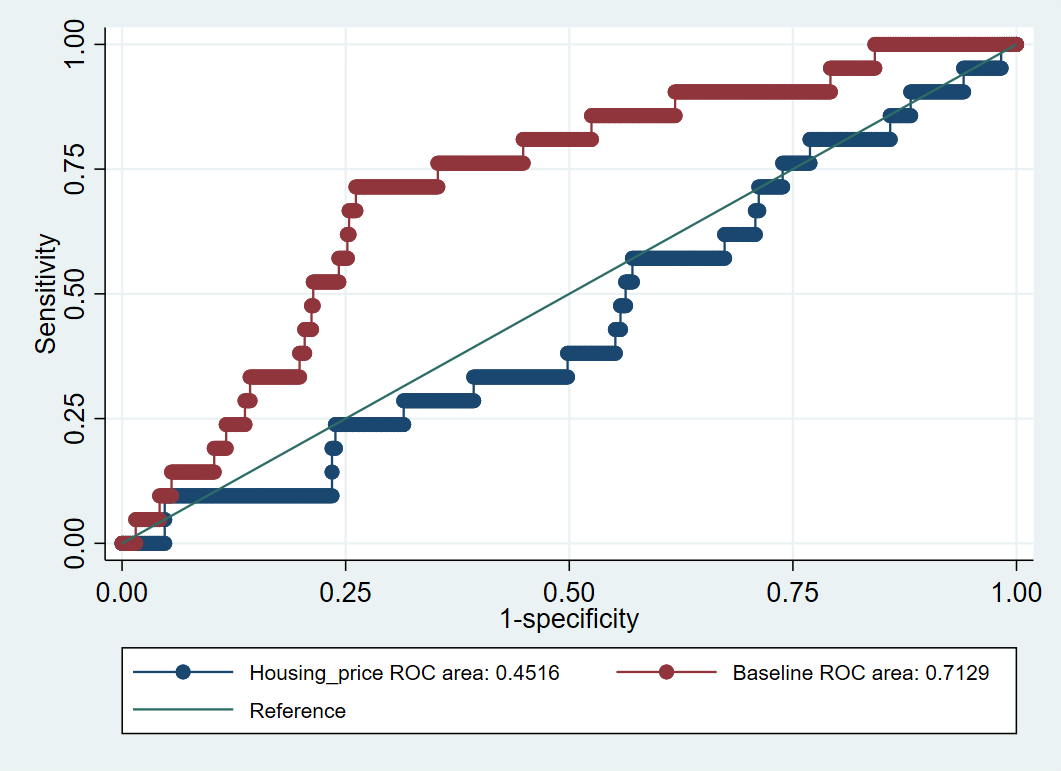 1.00
0.75
0.50
0.25
0.00
Sensitivity
0.00 0.25 0.50 0.75 1.00
1-specificity
Housing_price ROC area: 0.4516 Baseline ROC area: 0.7129
Reference